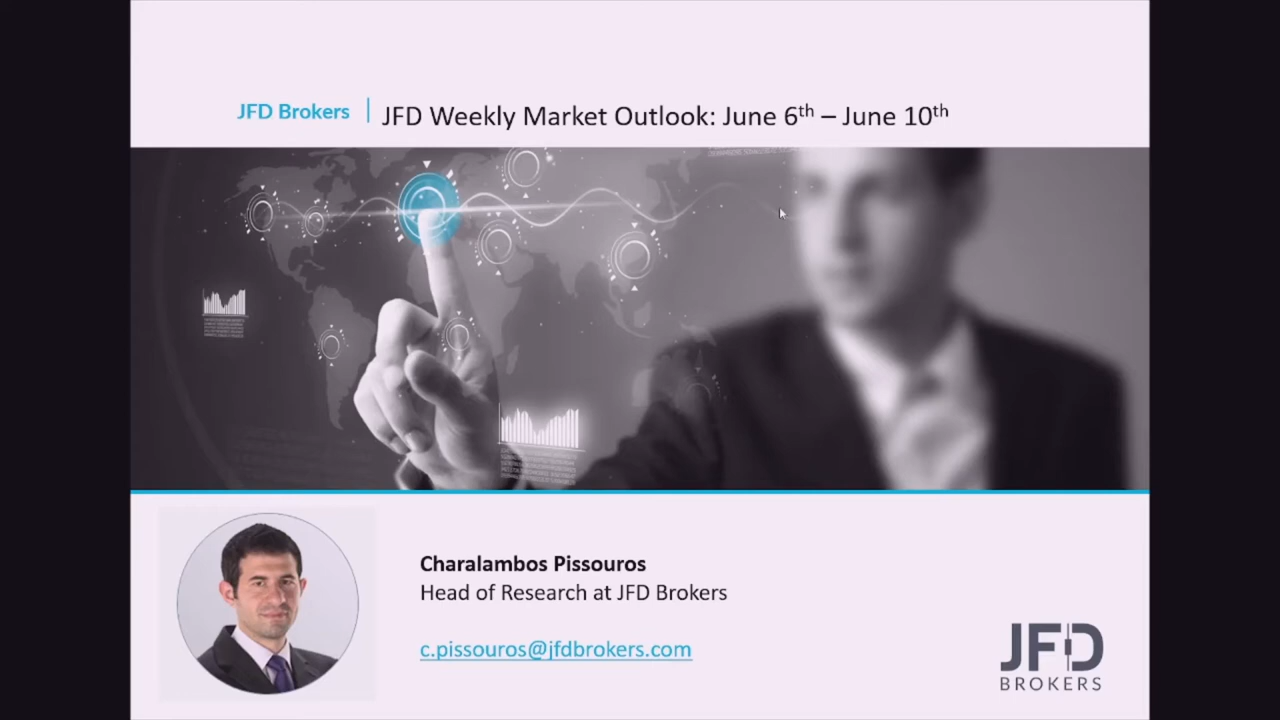 JFD Brokers
JFD Weekly Market Outlook: June 6th – June 10th
Charalambos Pissouros
Head of Research at JFD Brokers
c.pissouros@jfdbrokers.com
JFD
BROKERS